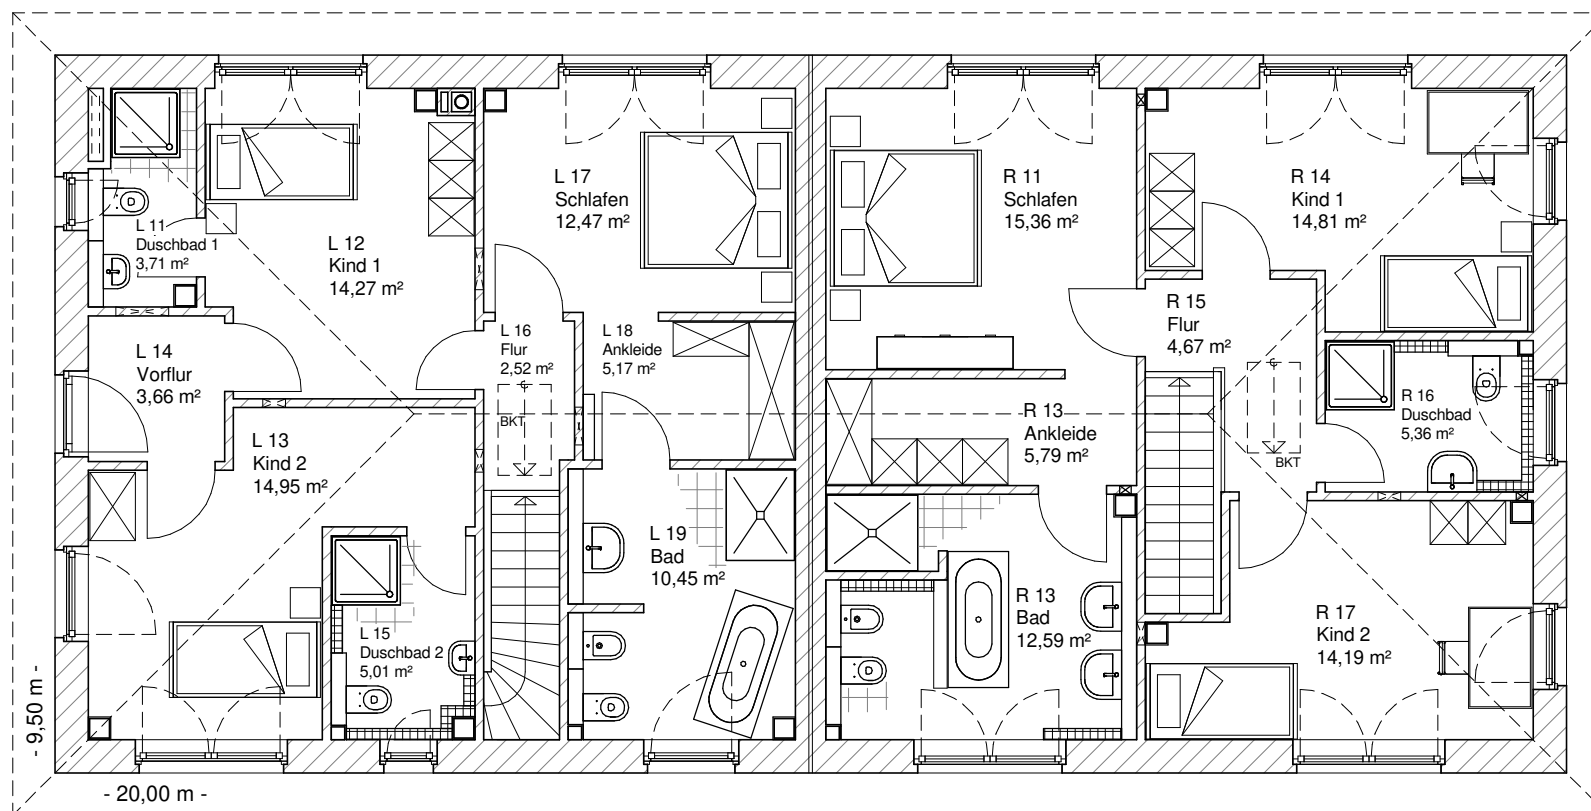 L 11
Duschbad 1
3,71 m²
L 12
Kind 1
14,27 m²
L 17
Schlafen
12,47 m²
R 11
Schlafen
15,36 m²
R 14
Kind 1
14,81 m²
L 14
Vorflur
3,66 m²
L 16
Flur
2,52 m²
BKT
L 18
Ankleide
5,17 m²
R 15
Flur
4,67 m²
BKT
R 16
Duschbad
5,36 m²
L 13
Kind 2
14,95 m²
R 13
Ankleide
5,79 m²
L 19
Bad
10,45 m²
L 15
Duschbad 2
5,01 m²
R 13
Bad
12,59 m²
R 17
Kind 2
14,19 m²
- 9,50 m -
- 20,00 m -